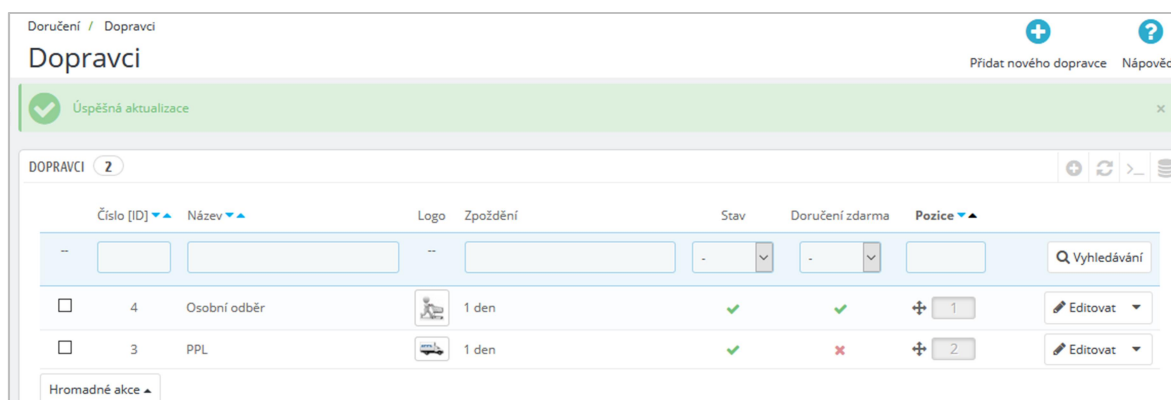 Doručení / Dopravci
Dopravci
Přidat nového dopravce Nápověd
Úspěšná aktualizace ×
DOPRAVCI 2
Číslo [ID] Název Logo Zpoždění Stav Doručení zdarma Pozice
-- -- - - Vyhledávání
4 Osobní odběr 1 den 1 Editovat
3 PPL 1 den 2 Editovat
Hromadné akce